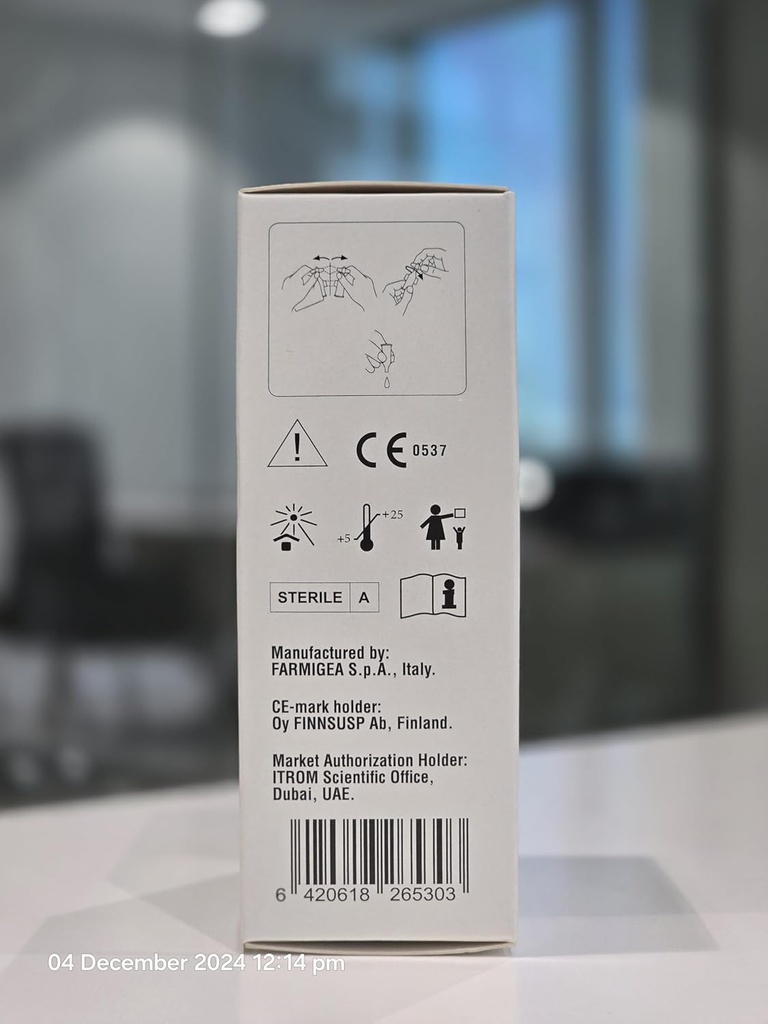 CE 0537
+5 +25
STERILE A
Manufactured by:
FARMIGEA S.p.A., Italy.
CE-mark holder:
Oy FINNSUSP Ab, Finland.
Market Authorization Holder:
ITROM Scientific Office,
Dubai, UAE.
6 420618 265303
04 December 2024 12:14 pm